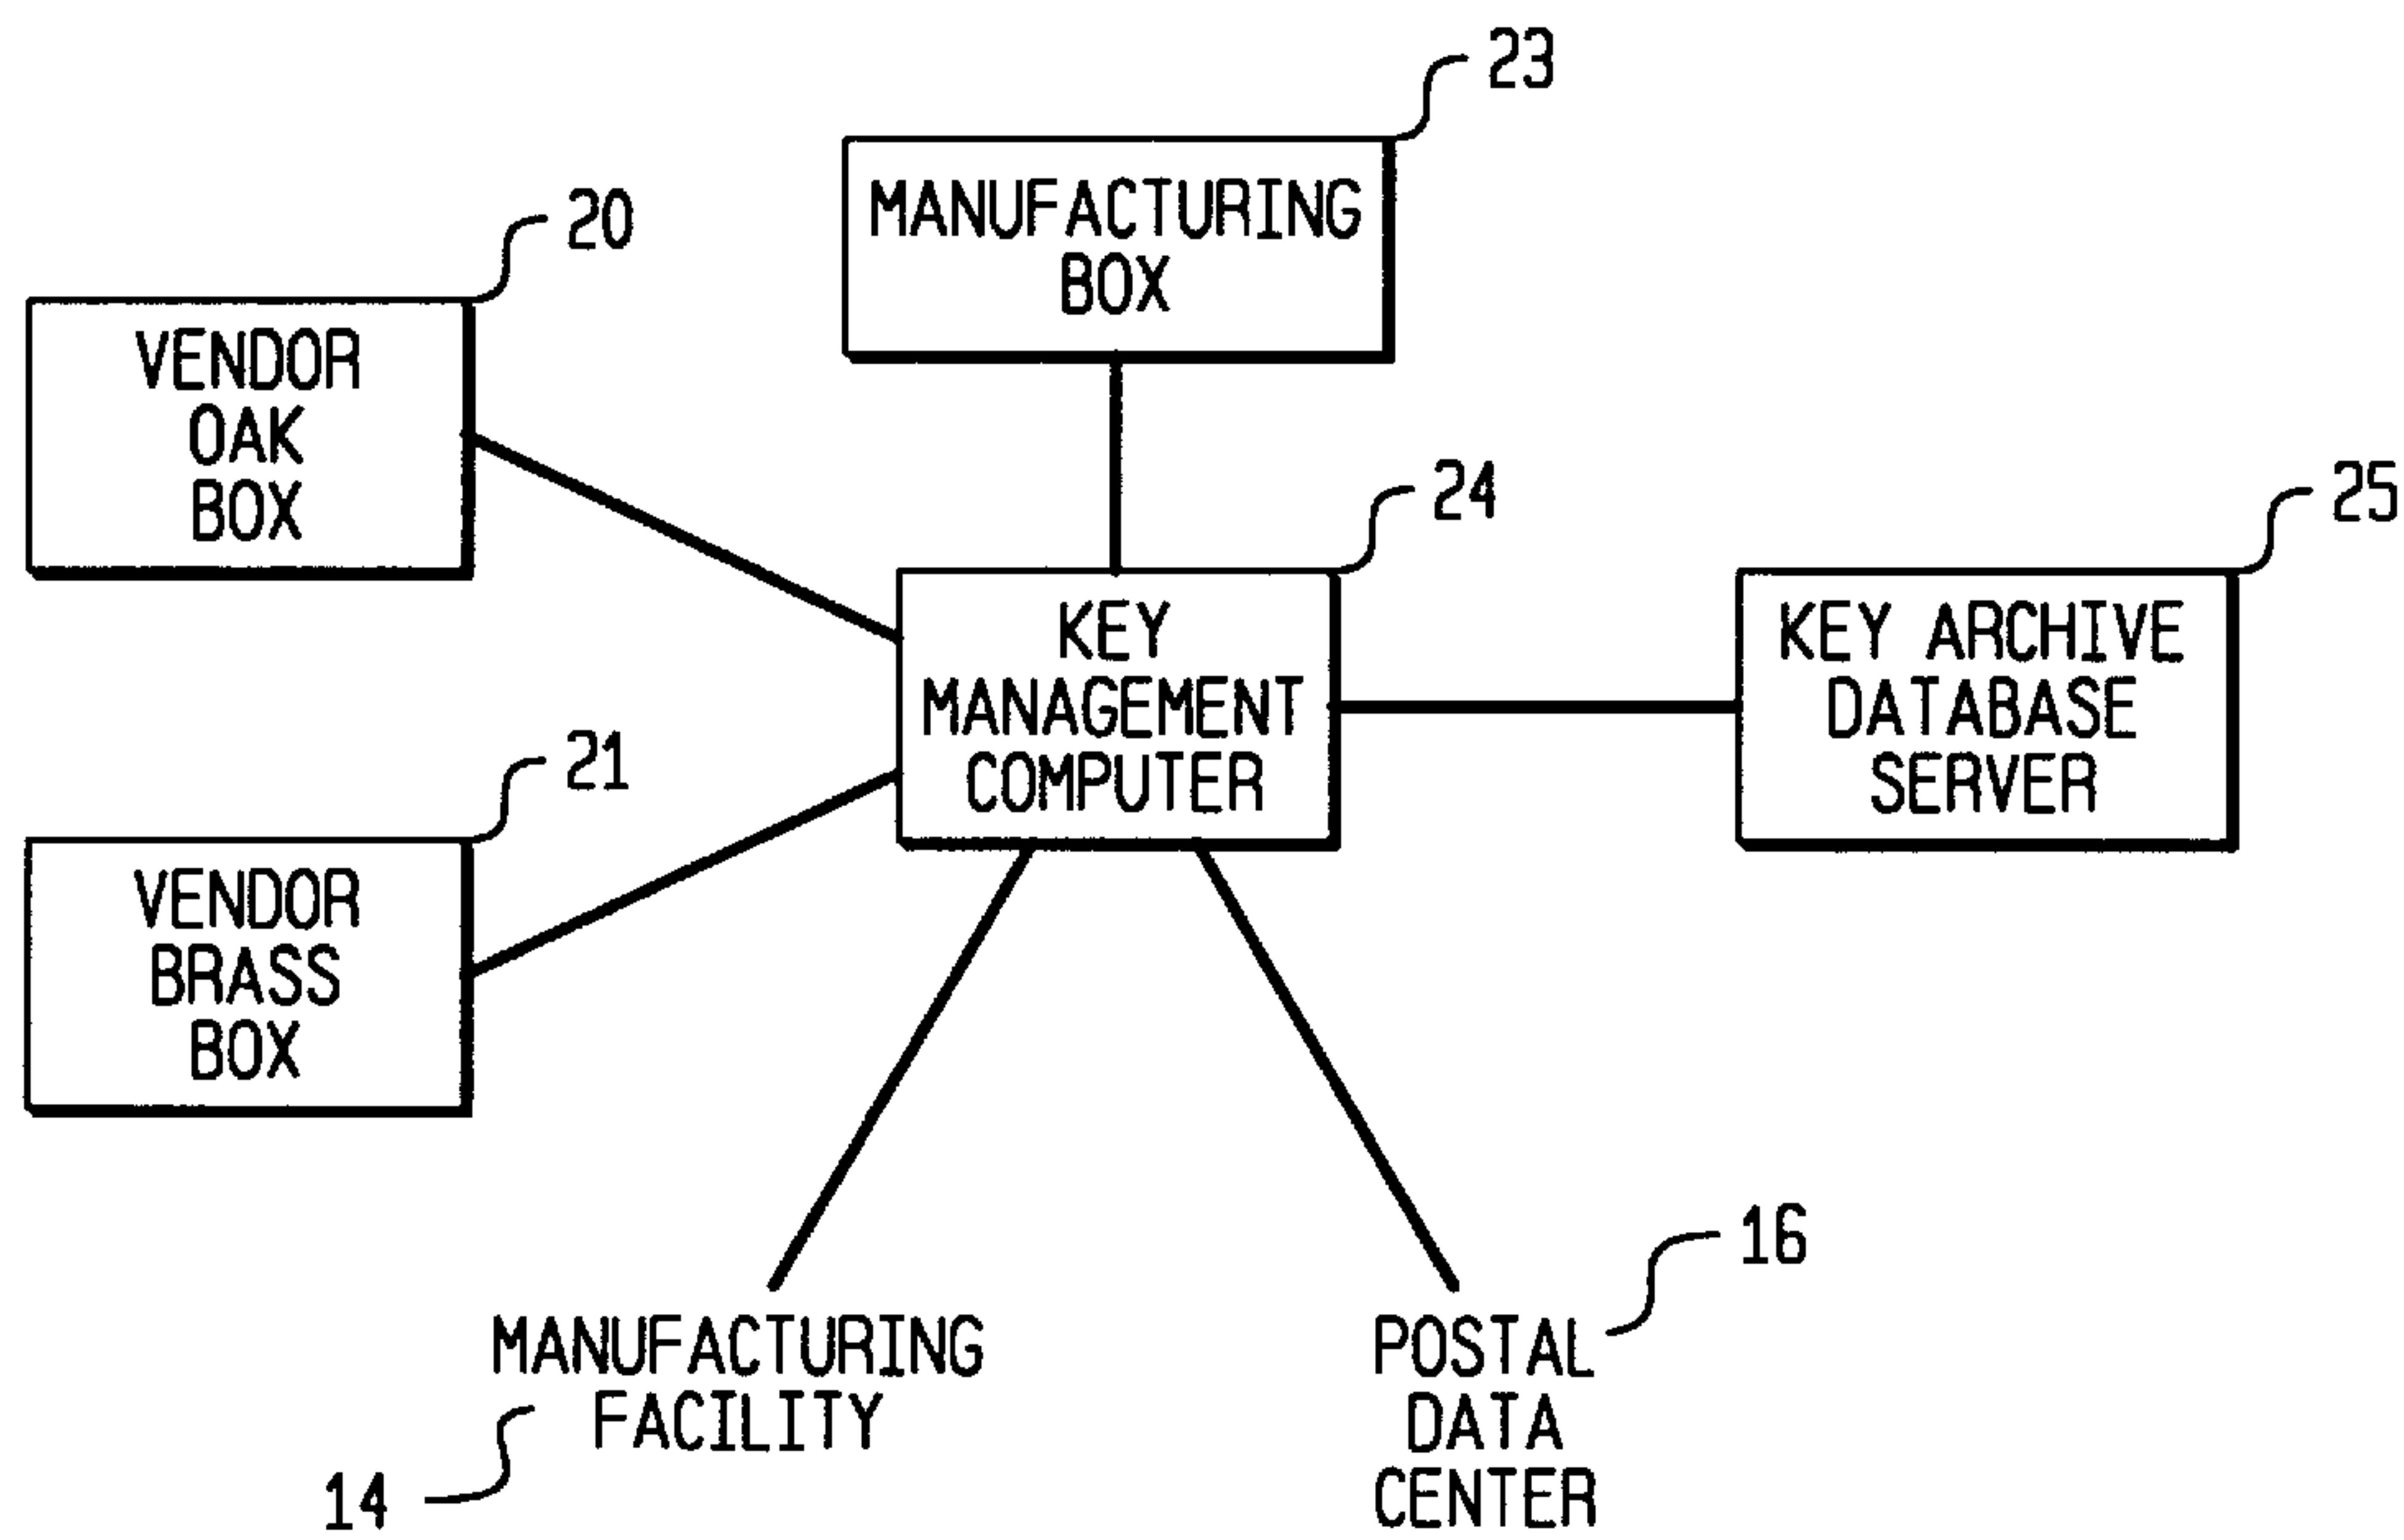 23
MANUFACTURING
BOX
20
VENDOR
OAK
BOX
24
KEY
MANAGEMENT
COMPUTER
25
KEY ARCHIVE
DATABASE
SERVER
21
VENDOR
BRASS
BOX
MANUFACTURING
FACILITY
14
16
POSTAL
DATA
CENTER